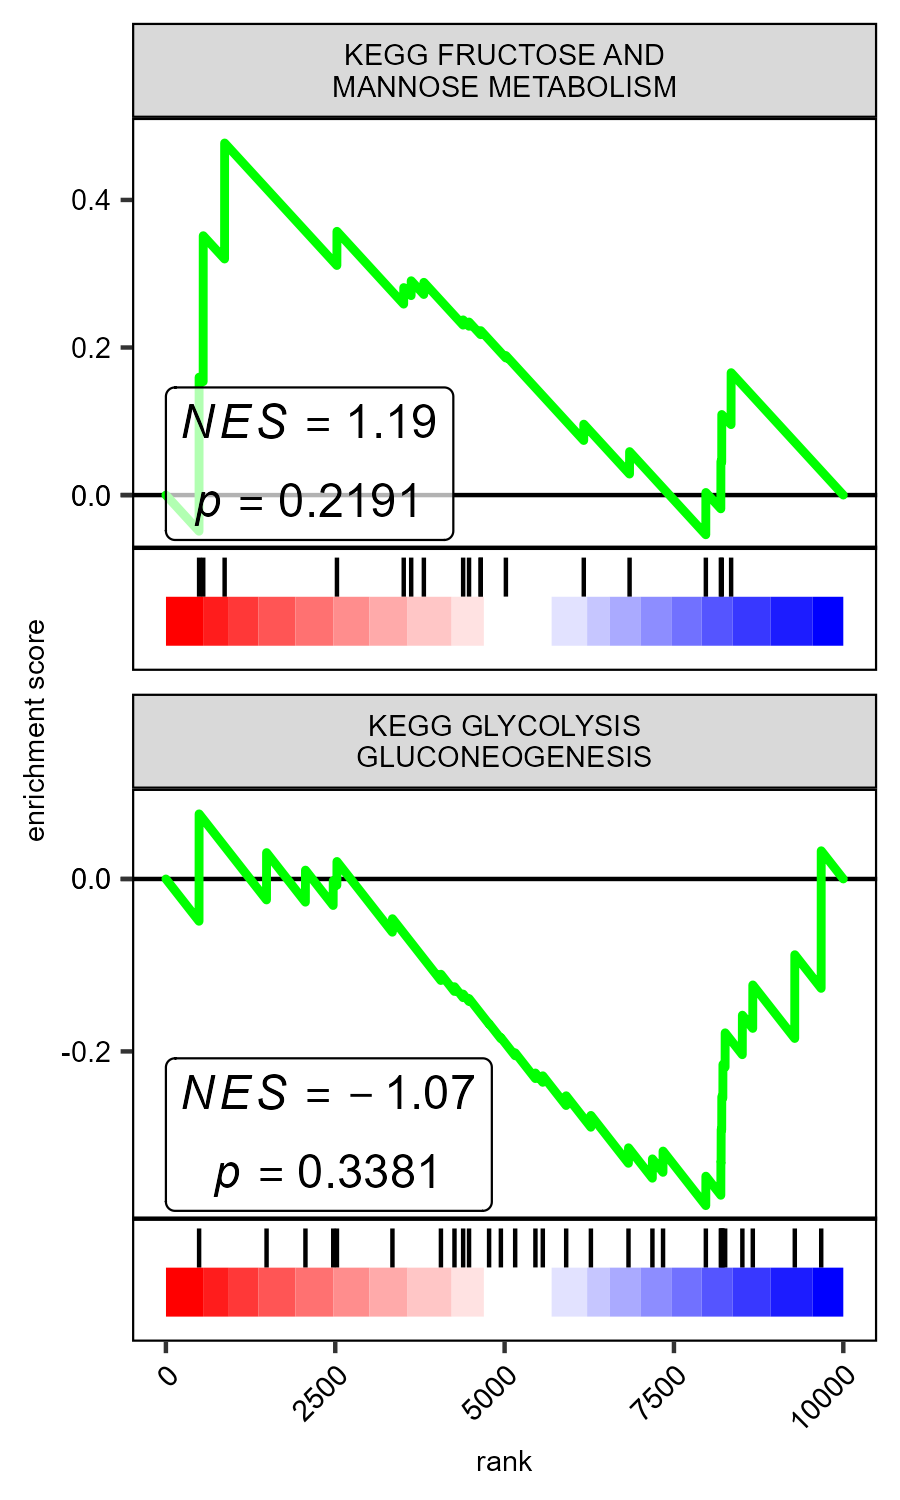 KEGG FRUCTOSE AND
MANNOSE METABOLISM
0.4
0.2
0.0
NES = 1.19
p = 0.2191
enrichment score
KEGG GLYCOLYSIS
GLUCONEOGENESIS
0.0
-0.2
NES = − 1.07
p = 0.3381
0
2500
5000
7500
10000
rank